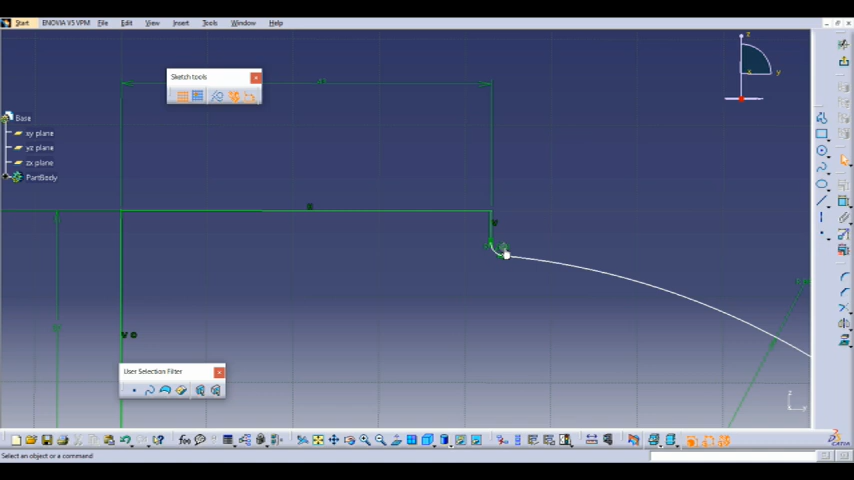 Start ENOVIA V5 VPM File Edit View Insert Tools Window Help
Sketch tools
z
y
x
Base
xy plane
yz plane
zx plane
PartBody
V
V
User Selection Filter
f(x)
z
CATIA
Select an object or a command